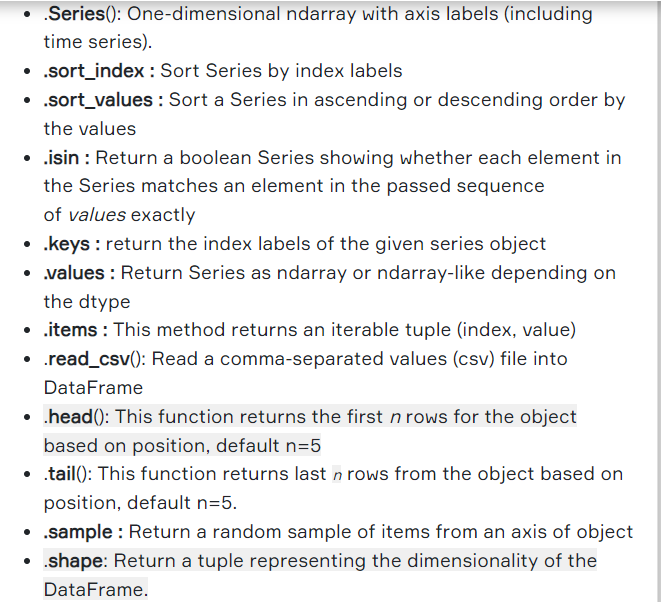 • .Series(): One-dimensional ndarray with axis labels (including
time series).
• .sort_index : Sort Series by index labels
• .sort_values : Sort a Series in ascending or descending order by
the values
• .isin : Return a boolean Series showing whether each element in
the Series matches an element in the passed sequence
of values exactly
• .keys : return the index labels of the given series object
• .values : Return Series as ndarray or ndarray-like depending on
the dtype
• .items : This method returns an iterable tuple (index, value)
• .read_csv(): Read a comma-separated values (csv) file into
DataFrame
• .head(): This function returns the first n rows for the object
based on position, default n=5
• .tail(): This function returns last n rows from the object based on
position, default n=5.
• .sample : Return a random sample of items from an axis of object
• .shape: Return a tuple representing the dimensionality of the
DataFrame.